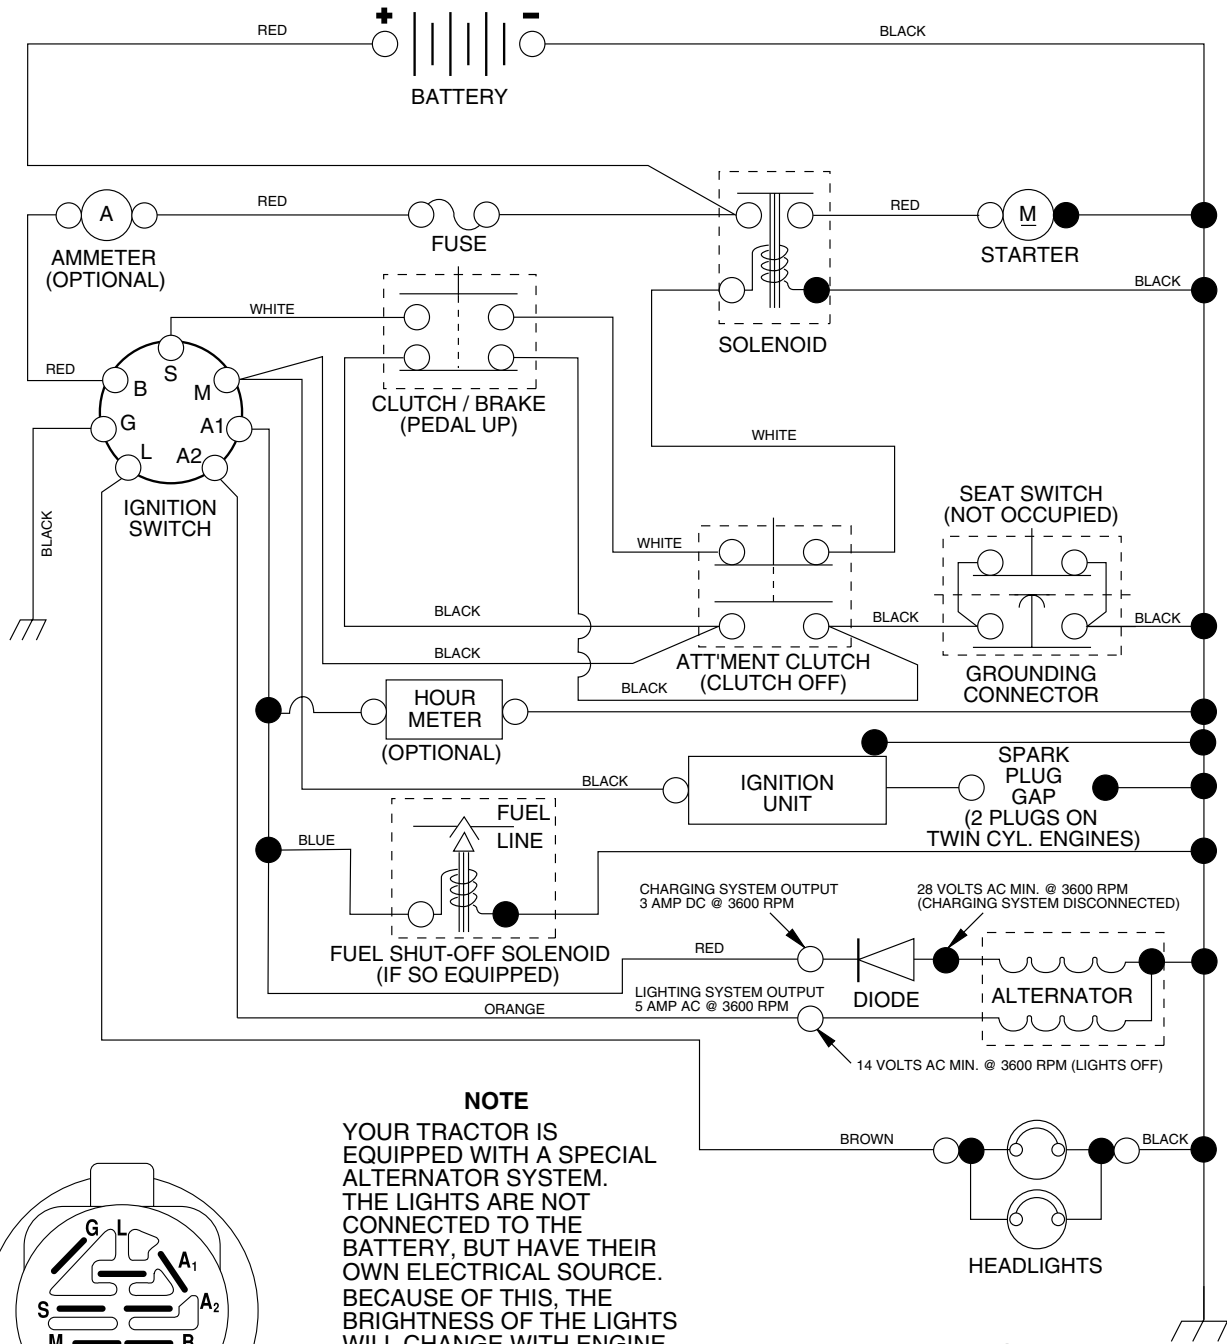 + −
RED
BLACK
BATTERY
A
RED
FUSE
RED
M
AMMETER
(OPTIONAL)
STARTER
BLACK
SOLENOID
WHITE
CLUTCH / BRAKE
(PEDAL UP)
RED
B
S
M
G
A1
L
A2
IGNITION
SWITCH
BLACK
WHITE
SEAT SWITCH
(NOT OCCUPIED)
WHITE
BLACK
BLACK
BLACK
BLACK
BLACK
ATT'MENT CLUTCH
(CLUTCH OFF)
GROUNDING
CONNECTOR
HOUR
METER
(OPTIONAL)
BLACK
IGNITION
UNIT
SPARK
PLUG
GAP
(2 PLUGS ON
TWIN CYL. ENGINES)
BLUE
FUEL
LINE
FUEL SHUT-OFF SOLENOID
(IF SO EQUIPPED)
CHARGING SYSTEM OUTPUT
3 AMP DC @ 3600 RPM
28 VOLTS AC MIN. @ 3600 RPM
(CHARGING SYSTEM DISCONNECTED)
RED
DIODE
ALTERNATOR
LIGHTING SYSTEM OUTPUT
5 AMP AC @ 3600 RPM
ORANGE
14 VOLTS AC MIN. @ 3600 RPM (LIGHTS OFF)
BROWN
BLACK
HEADLIGHTS
NOTE
YOUR TRACTOR IS
EQUIPPED WITH A SPECIAL
ALTERNATOR SYSTEM.
THE LIGHTS ARE NOT
CONNECTED TO THE
BATTERY, BUT HAVE THEIR
OWN ELECTRICAL SOURCE.
BECAUSE OF THIS, THE
BRIGHTNESS OF THE LIGHTS
WILL CHANGE WITH ENGINE
G L
A1
S
A2
M
B